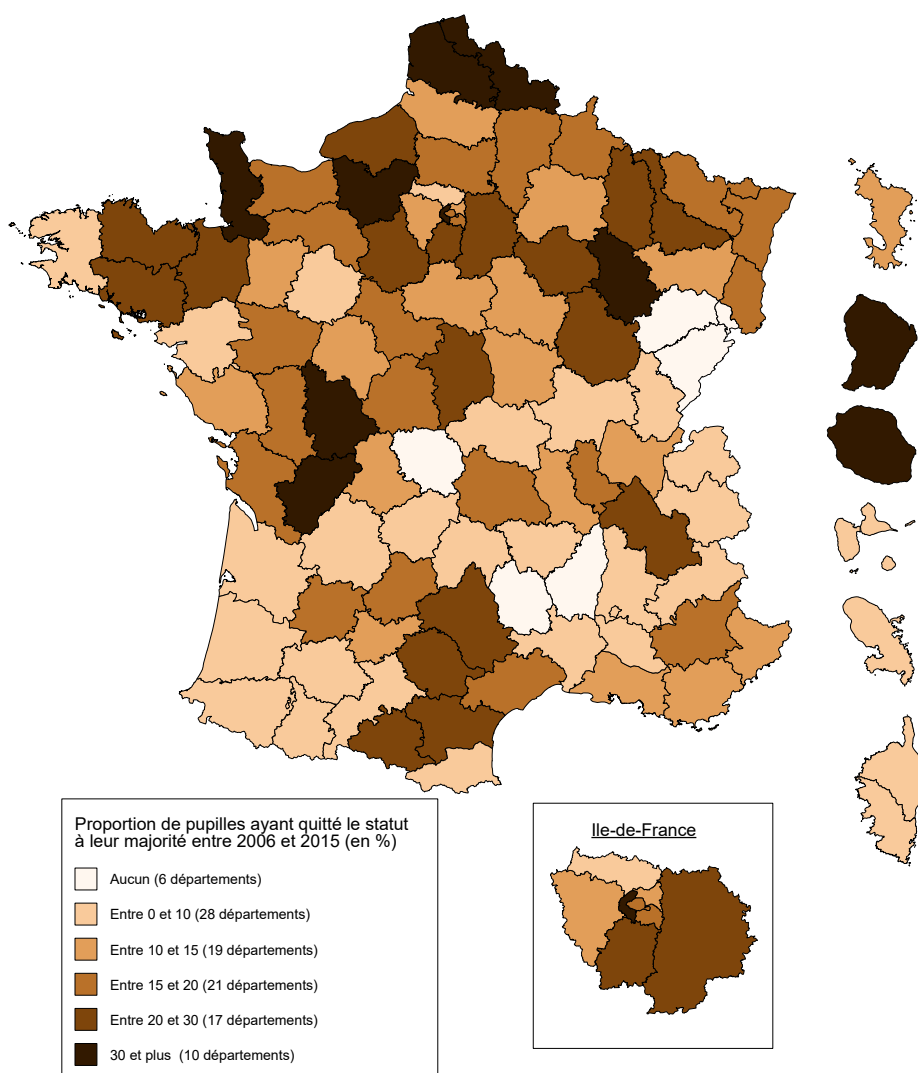 Proportion de pupilles ayant quitté le statut
à leur majorité entre 2006 et 2015 (en %)
Aucun (6 départements)
Entre 0 et 10 (28 départements)
Entre 10 et 15 (19 départements)
Entre 15 et 20 (21 départements)
Entre 20 et 30 (17 départements)
30 et plus (10 départements)
Ile-de-France